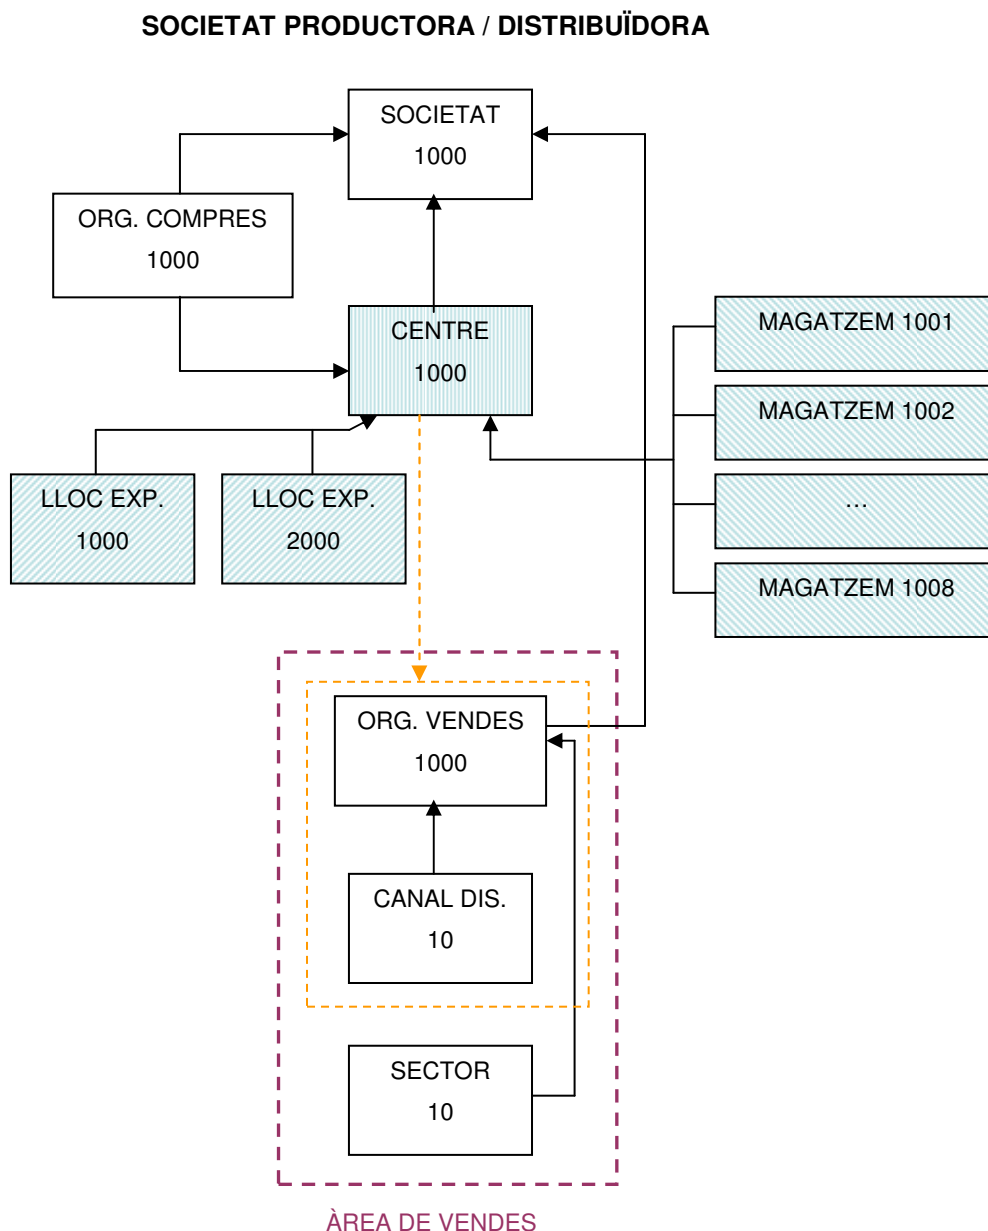 SOCIETAT PRODUCTORA / DISTRIBUÏDORA
SOCIETAT
1000
ORG. COMPRES
1000
CENTRE
1000
MAGATZEM 1001
MAGATZEM 1002
...
MAGATZEM 1008
LLOC EXP.
1000
LLOC EXP.
2000
ORG. VENDES
1000
CANAL DIS.
10
SECTOR
10
ÀREA DE VENDES